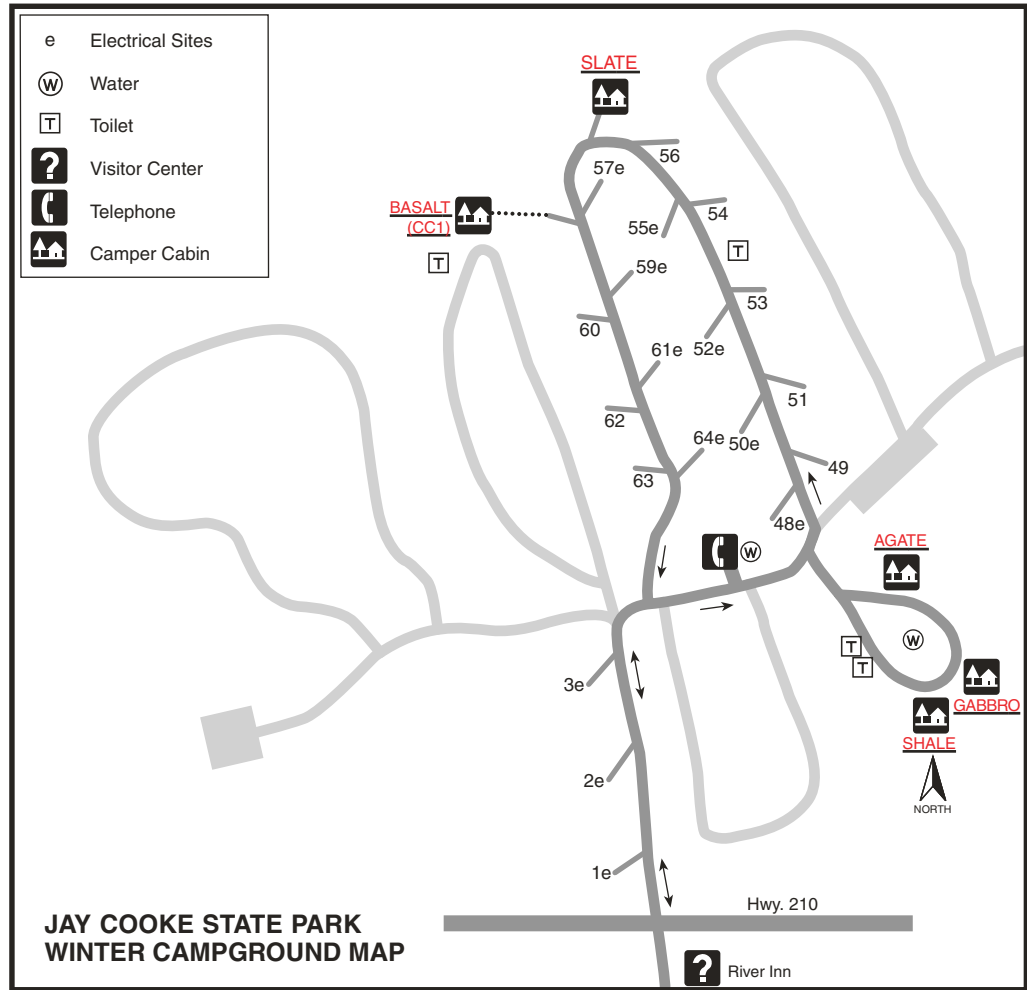 e Electrical Sites
W Water
T Toilet
? Visitor Center
Telephone
Camper Cabin
SLATE
56
57e
BASALT
(CC1)
54
55e
T
T
59e
53
60
61e
52e
51
62
64e
50e
63
49
48e
W
AGATE
W
T
T
3e
GABBRO
SHALE
2e
NORTH
1e
Hwy. 210
JAY COOKE STATE PARK
WINTER CAMPGROUND MAP
? River Inn